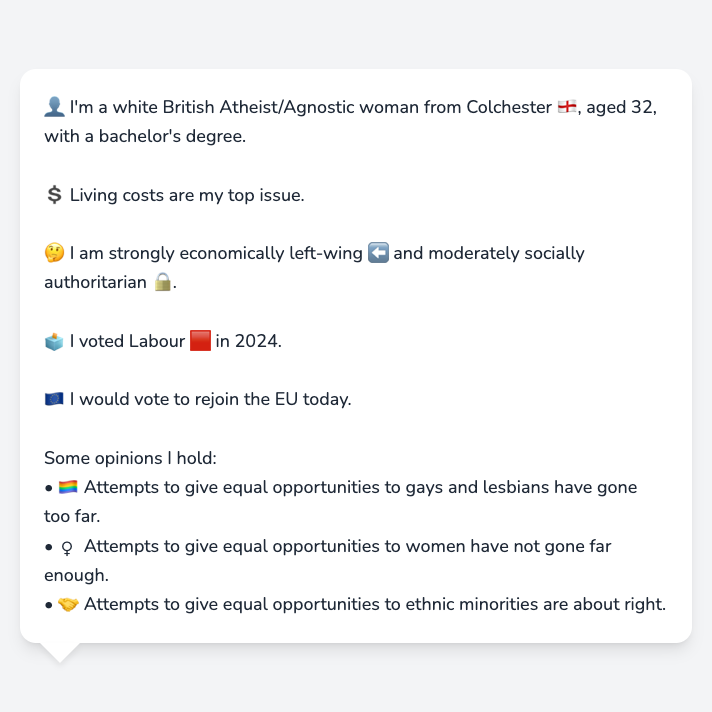 👤 I'm a white British Atheist/Agnostic woman from Colchester 🏴󠁧󠁢󠁥󠁮󠁧󠁿, aged 32,
with a bachelor's degree.
💲 Living costs are my top issue.
🤔 I am strongly economically left-wing ⬅️ and moderately socially
authoritarian 🔒.
🗳️ I voted Labour 🟥 in 2024.
🇪🇺 I would vote to rejoin the EU today.
Some opinions I hold:
• 🏳️‍🌈 Attempts to give equal opportunities to gays and lesbians have gone
too far.
• ♀ Attempts to give equal opportunities to women have not gone far
enough.
• 🤝 Attempts to give equal opportunities to ethnic minorities are about right.